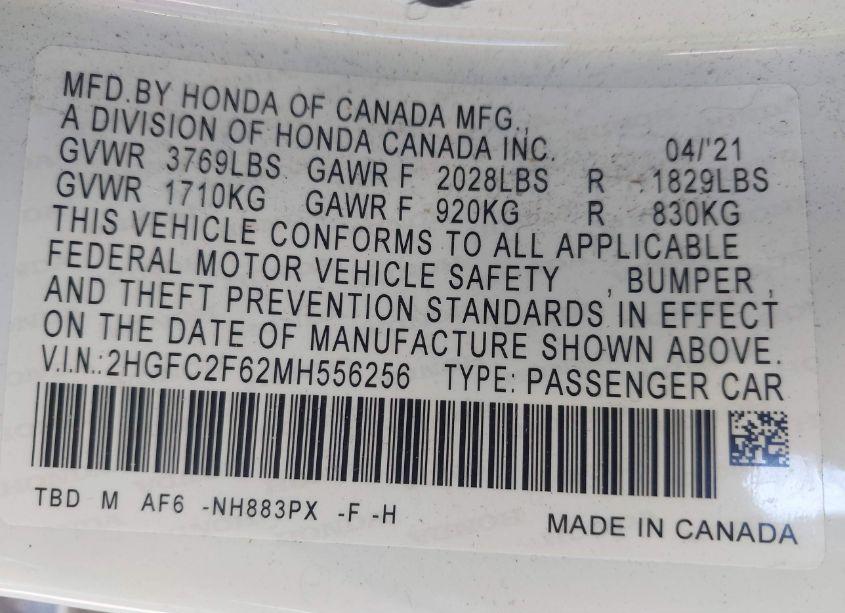 MFD.BY HONDA OF CANADA MFG.,
A DIVISION OF HONDA CANADA INC. 04/'21
GVWR 3769LBS GAWR F 2028LBS R 1829LBS
GVWR 1710KG GAWR F 920KG R 830KG
THIS VEHICLE CONFORMS TO ALL APPLICABLE
FEDERAL MOTOR VEHICLE SAFETY , BUMPER ,
AND THEFT PREVENTION STANDARDS IN EFFECT
ON THE DATE OF MANUFACTURE SHOWN ABOVE.
V.I.N.:2HGFC2F62MH556256 TYPE: PASSENGER CAR
TBD M AF6 -NH883PX -F -H
MADE IN CANADA